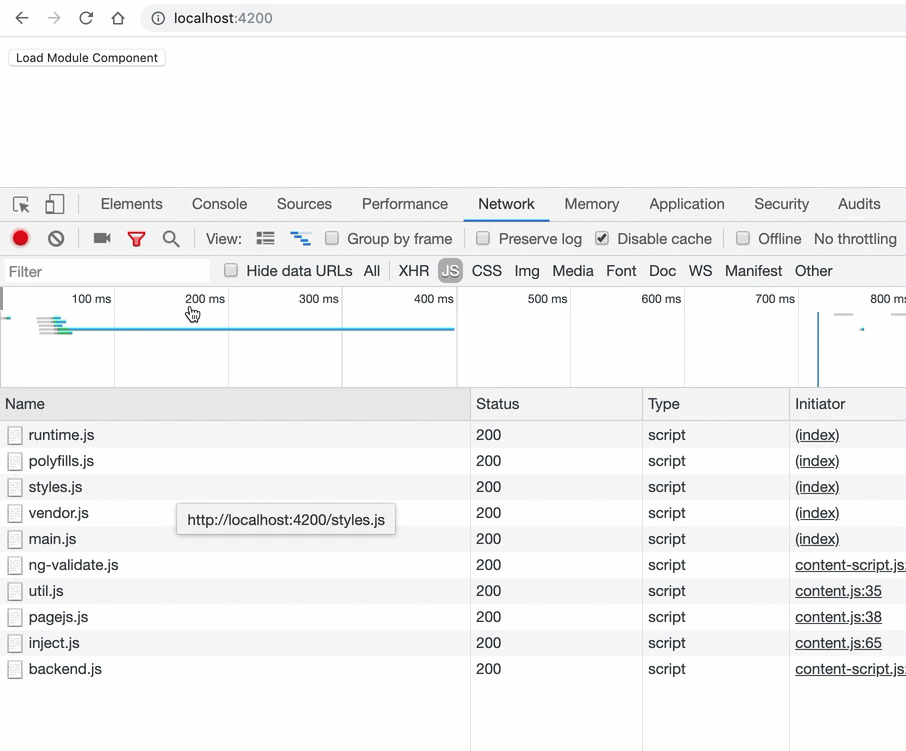 localhost:4200
Load Module Component
Elements Console Sources Performance Network Memory Application Security Audits
View: Group by frame Preserve log Disable cache Offline No throttling
Filter Hide data URLs All XHR JS CSS Img Media Font Doc WS Manifest Other
100 ms 200 ms 300 ms 400 ms 500 ms 600 ms 700 ms 800 ms
Name Status Type Initiator
runtime.js 200 script (index)
polyfills.js 200 script (index)
styles.js 200 script (index)
vendor.js 200 script (index)
http://localhost:4200/styles.js
main.js 200 script (index)
ng-validate.js 200 script content-script.js:
util.js 200 script content.js:35
pagejs.js 200 script content.js:38
inject.js 200 script content.js:65
backend.js 200 script content-script.js: